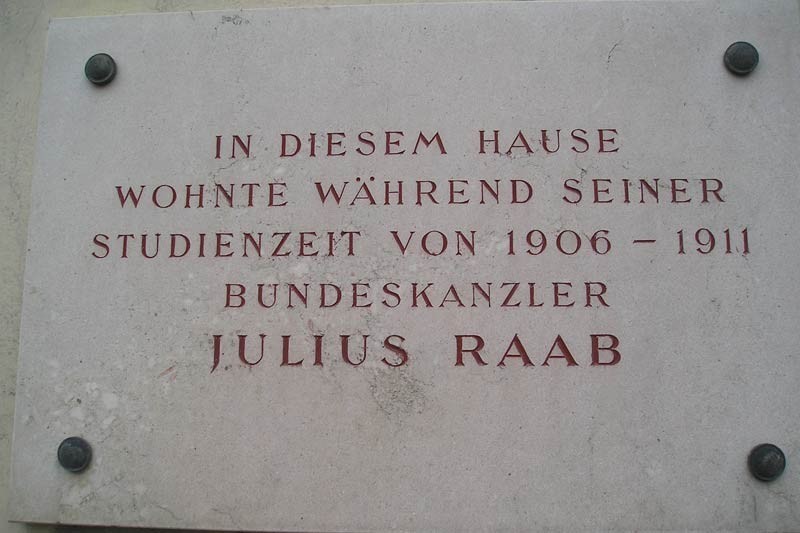 IN DIESEM HAUSE
WOHNTE WÄHREND SEINER
STUDIENZEIT VON 1906 – 1911
BUNDESKANZLER
JULIUS RAAB